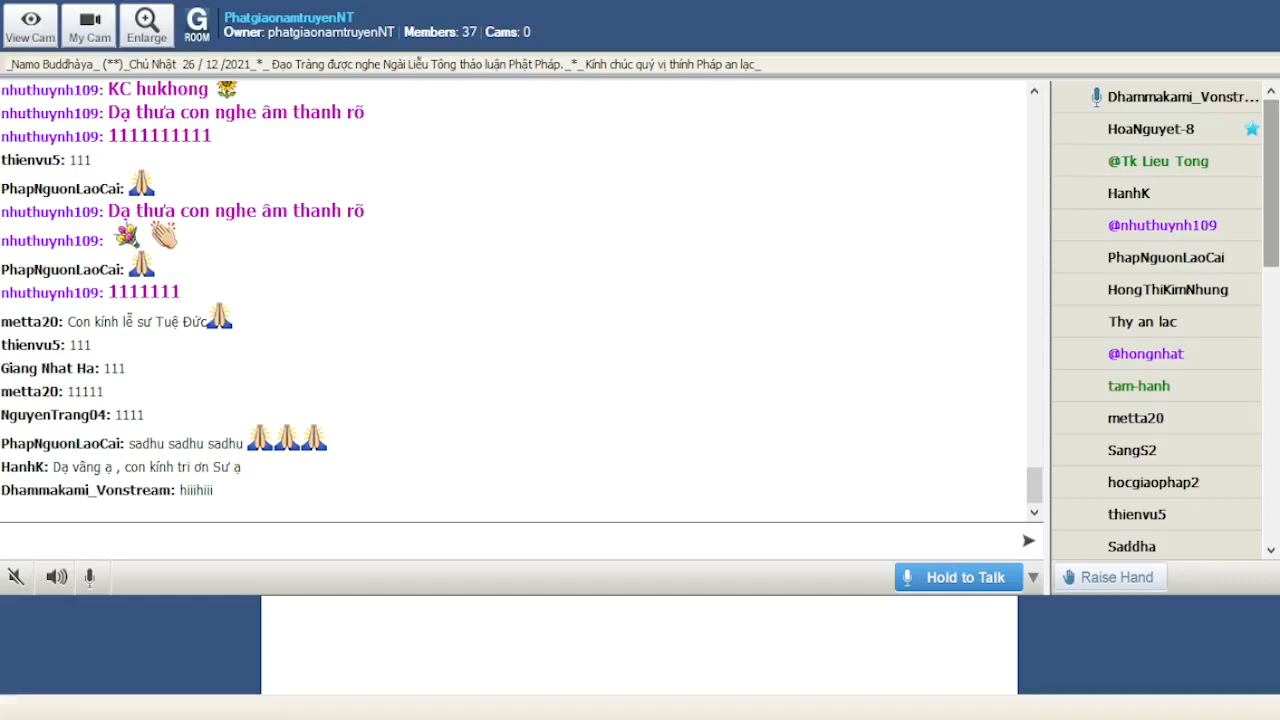 View Cam
My Cam
Enlarge
G
ROOM
PhatgiaonamtruyenNT
Owner: phatgiaonamtruyenNT | Members: 37 | Cams: 0
_Namo Buddhàya_ (**)_Chủ Nhật 26 / 12 /2021_*_ Đạo Tràng được nghe Ngài Liễu Tông thảo luận Phật Pháp._*_Kính chúc quý vị thính Pháp an lạc_
nhuthuynh109: KC hukhong
nhuthuynh109: Dạ thưa con nghe âm thanh rõ
nhuthuynh109: 1111111111
thienvu5: 111
PhapNguonLaoCai:
nhuthuynh109: Dạ thưa con nghe âm thanh rõ
nhuthuynh109:
PhapNguonLaoCai:
nhuthuynh109: 1111111
metta20: Con kính lễ sư Tuệ Đức
thienvu5: 111
Giang Nhat Ha: 111
metta20: 11111
NguyenTrang04: 1111
PhapNguonLaoCai: sadhu sadhu sadhu
HanhK: Dạ vâng ạ , con kính tri ơn Sư ạ
Dhammakami_Vonstream: hiiihiii
Dhammakami_Vonstr...
HoaNguyet-8
@Tk Lieu Tong
HanhK
@nhuthuynh109
PhapNguonLaoCai
HongThiKimNhung
Thy an lac
@hongnhat
tam-hanh
metta20
SangS2
hocgiaophap2
thienvu5
Saddha
Hold to Talk
Raise Hand